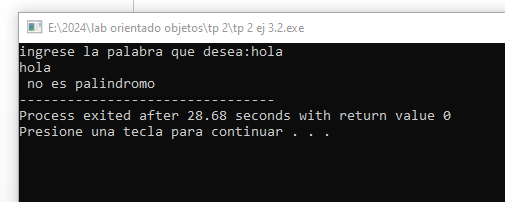 E:\2024\lab orientado objetos\tp 2\tp 2 ej 3.2.exe
ingrese la palabra que desea:hola
hola
 no es palindromo
--------------------------------
Process exited after 28.68 seconds with return value 0
Presione una tecla para continuar . . .